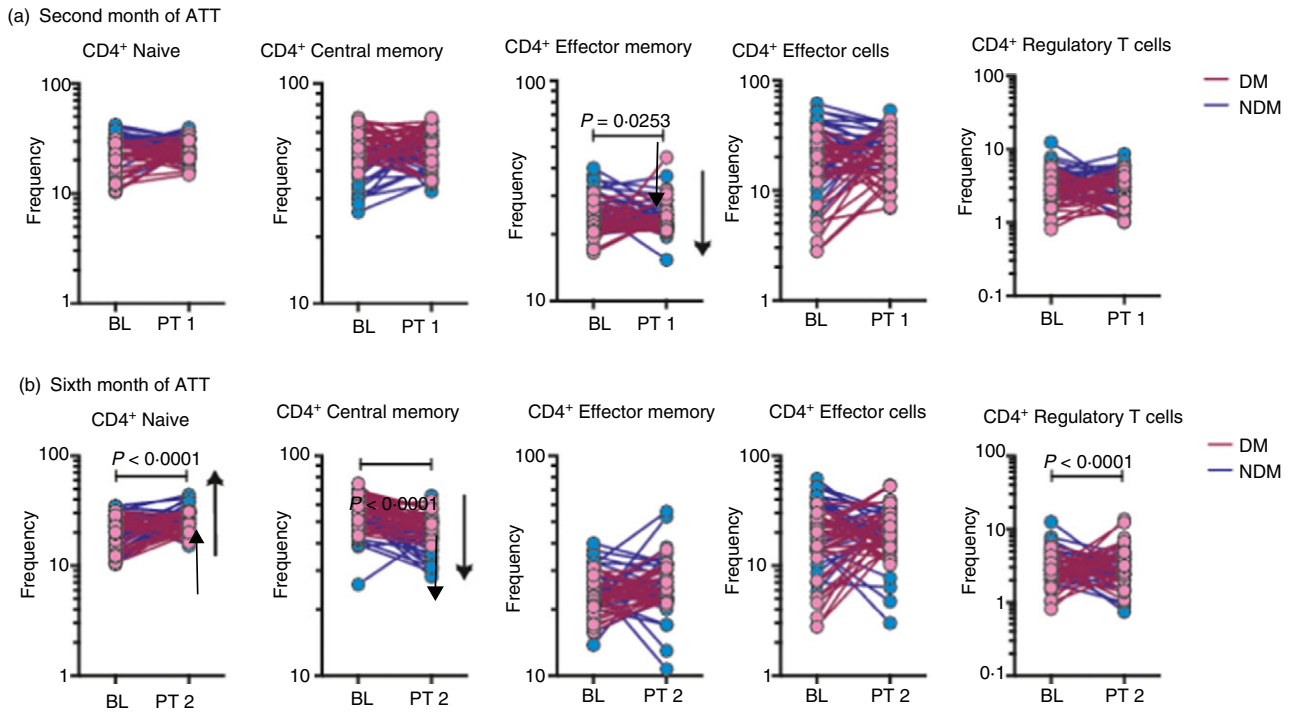 (a) Second month of ATT
CD4⁺ Naive
CD4⁺ Central memory
CD4⁺ Effector memory
CD4⁺ Effector cells
CD4⁺ Regulatory T cells
Frequency
100
10
1
BL PT 1
Frequency
100
10
BL PT 1
Frequency
100
10
P = 0·0253
BL PT 1
Frequency
100
10
1
BL PT 1
Frequency
100
10
1
0·1
BL PT 1
DM
NDM
(b) Sixth month of ATT
CD4⁺ Naive
CD4⁺ Central memory
CD4⁺ Effector memory
CD4⁺ Effector cells
CD4⁺ Regulatory T cells
Frequency
100
10
1
P < 0·0001
BL PT 2
Frequency
100
10
P < 0·0001
BL PT 2
Frequency
100
10
BL PT 2
Frequency
100
10
1
BL PT 2
Frequency
100
10
1
0·1
P < 0·0001
BL PT 2
DM
NDM